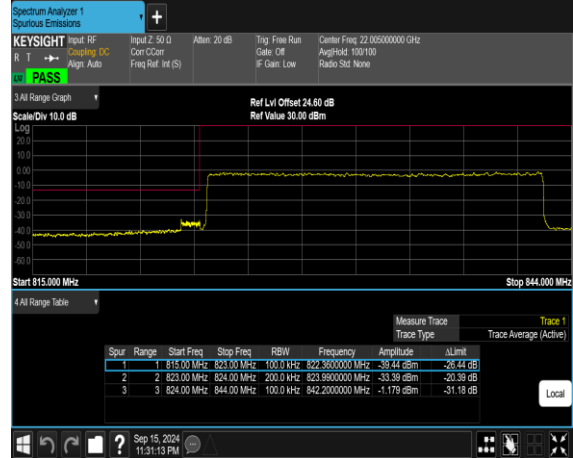 Spectrum Analyzer 1
Spurious Emissions
KEYSIGHT Input: RF Input Z: 50 Ω Atten: 20 dB Trig: Free Run Center Freq: 22.005000000 GHz
R T Coupling: DC Corr CCorr Gate: Off Avg|Hold: 100/100
Align: Auto Freq Ref: Int (S) IF Gain: Low Radio Std: None
PASS
3 All Range Graph
Ref Lvl Offset 24.60 dB
Scale/Div 10.0 dB Ref Value 30.00 dBm
Log
20.0
10.0
0.00
-10.0
-20.0
-30.0
-40.0
-50.0
-60.0
Start 815.000 MHz Stop 844.000 MHz
4 All Range Table
Measure Trace Trace 1
Trace Type Trace Average (Active)
Spur Range Start Freq Stop Freq RBW Frequency Amplitude ΔLimit
1 1 815.00 MHz 823.00 MHz 100.0 kHz 822.3600000 MHz -39.44 dBm -26.44 dB
2 2 823.00 MHz 824.00 MHz 200.0 kHz 823.9900000 MHz -33.39 dBm -20.39 dB
3 3 824.00 MHz 844.00 MHz 100.0 kHz 842.2000000 MHz -1.179 dBm -31.18 dB
Local
Sep 15, 2024
11:31:13 PM